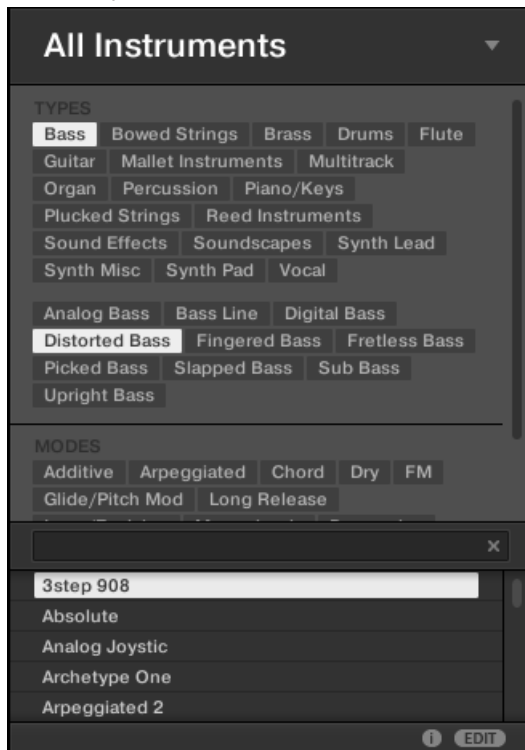 All Instruments
TYPES
Bass Bowed Strings Brass Drums Flute
Guitar Mallet Instruments Multitrack
Organ Percussion Piano/Keys
Plucked Strings Reed Instruments
Sound Effects Soundscapes Synth Lead
Synth Misc Synth Pad Vocal
Analog Bass Bass Line Digital Bass
Distorted Bass Fingered Bass Fretless Bass
Picked Bass Slapped Bass Sub Bass
Upright Bass
MODES
Additive Arpeggiated Chord Dry FM
Glide/Pitch Mod Long Release
3step 908
Absolute
Analog Joystic
Archetype One
Arpeggiated 2
i EDIT